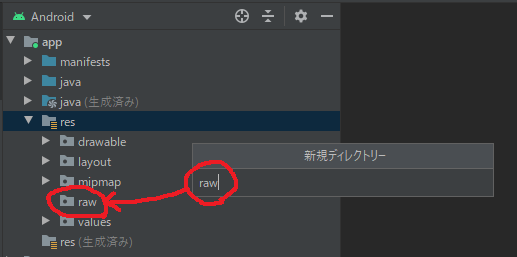 Android
app
manifests
java
java (生成済み)
res
drawable
layout
mipmap
raw
values
res (生成済み)
新規ディレクトリー
raw